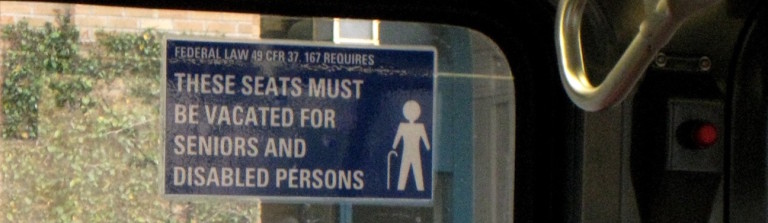 FEDERAL LAW 49 CFR 37. 167 REQUIRES
THESE SEATS MUST
BE VACATED FOR
SENIORS AND
DISABLED PERSONS